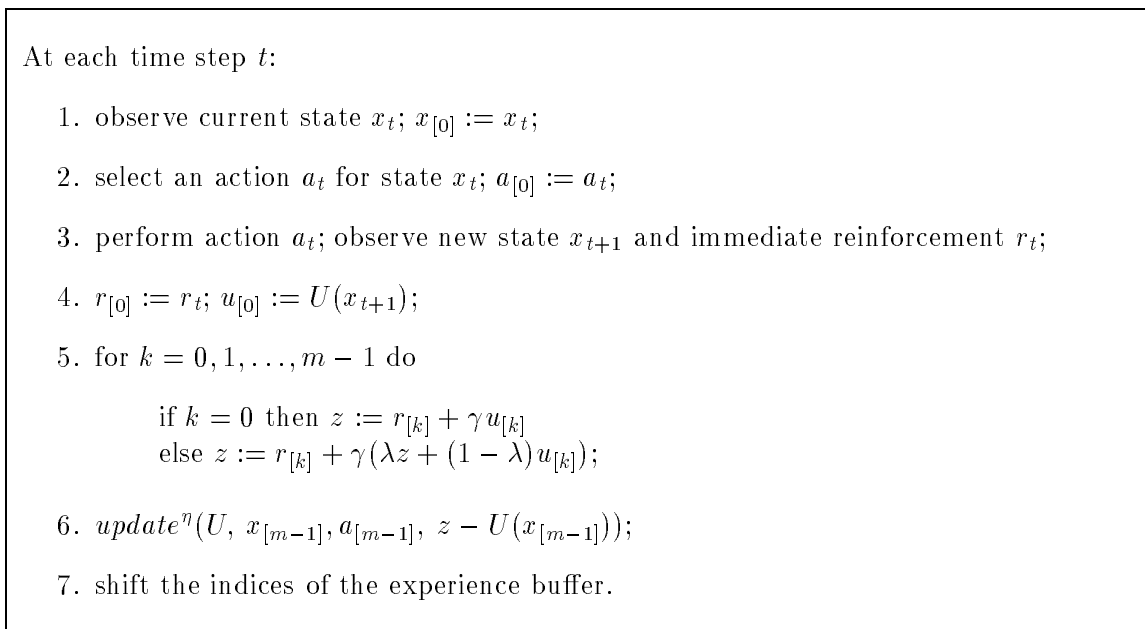 At each time step t:
1. observe current state x_t; x_[0] := x_t;
2. select an action a_t for state x_t; a_[0] := a_t;
3. perform action a_t; observe new state x_{t+1} and immediate reinforcement r_t;
4. r_[0] := r_t; u_[0] := U(x_{t+1});
5. for k = 0, 1, . . . , m − 1 do
if k = 0 then z := r_[k] + γu_[k]
else z := r_[k] + γ(λz + (1 − λ)u_[k]);
6. update^η(U, x_[m−1], a_[m−1], z − U(x_[m−1]));
7. shift the indices of the experience buffer.